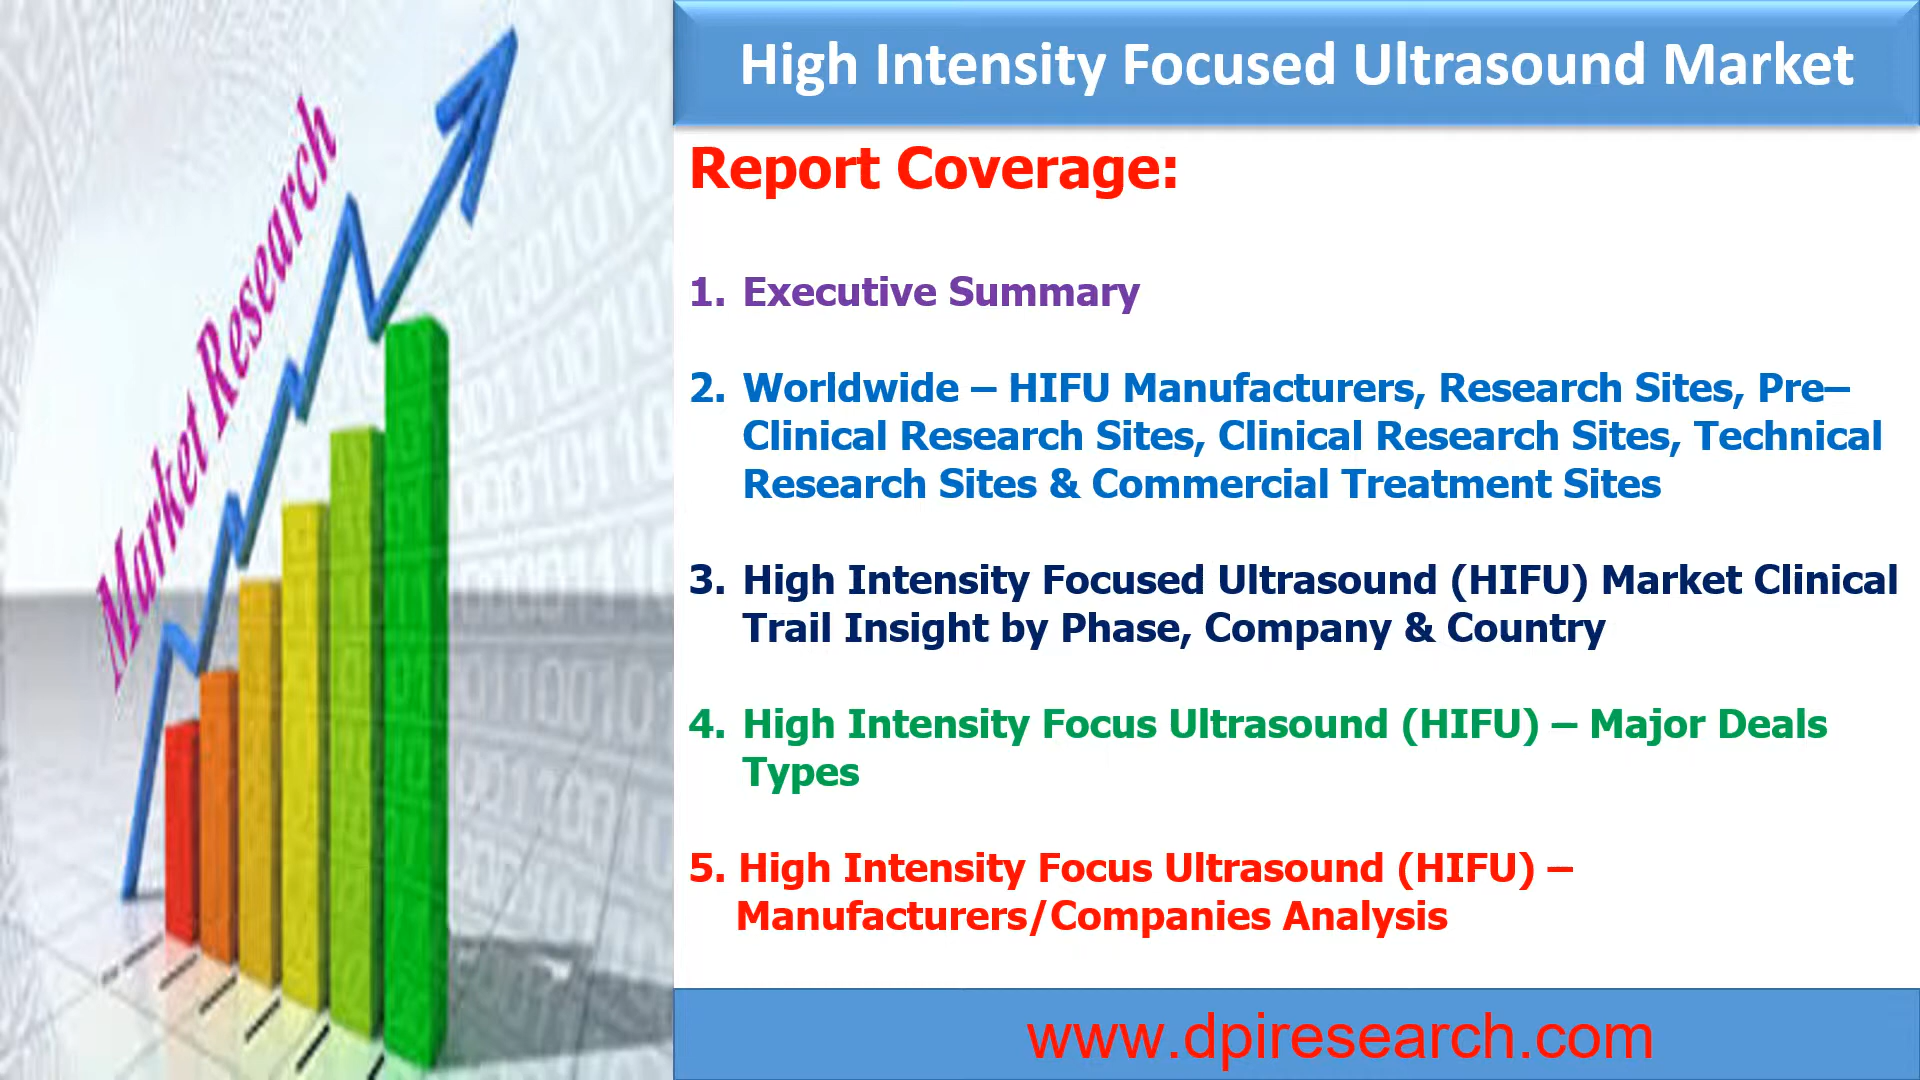 Market Research
High Intensity Focused Ultrasound Market
Report Coverage:
1. Executive Summary
2. Worldwide – HIFU Manufacturers, Research Sites, Pre–
Clinical Research Sites, Clinical Research Sites, Technical
Research Sites & Commercial Treatment Sites
3. High Intensity Focused Ultrasound (HIFU) Market Clinical
Trail Insight by Phase, Company & Country
4. High Intensity Focus Ultrasound (HIFU) – Major Deals
Types
5. High Intensity Focus Ultrasound (HIFU) –
Manufacturers/Companies Analysis
www.dpiresearch.com